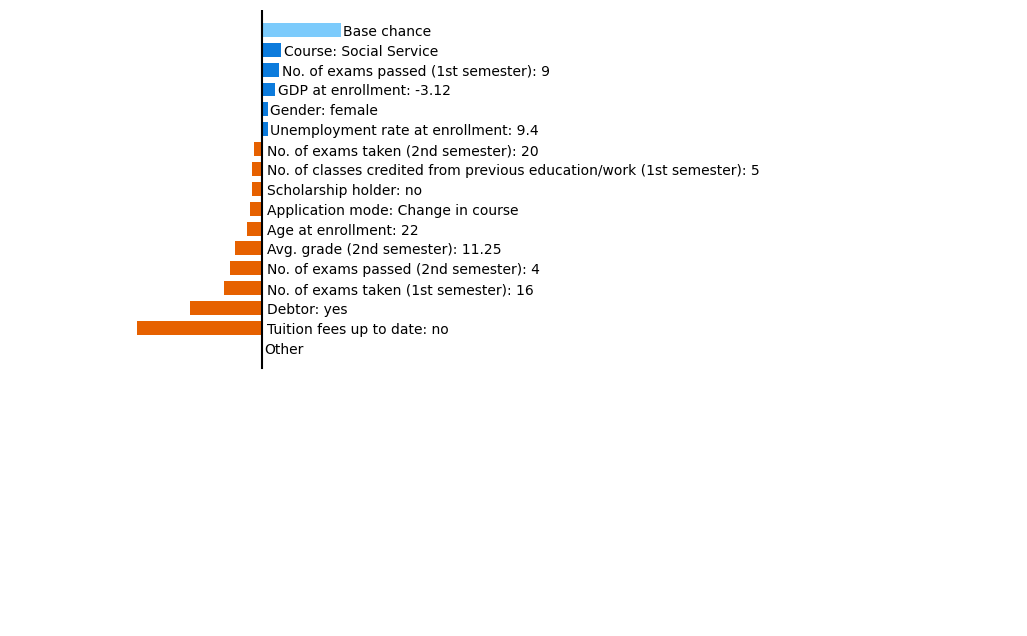 Base chance
Course: Social Service
No. of exams passed (1st semester): 9
GDP at enrollment: -3.12
Gender: female
Unemployment rate at enrollment: 9.4
No. of exams taken (2nd semester): 20
No. of classes credited from previous education/work (1st semester): 5
Scholarship holder: no
Application mode: Change in course
Age at enrollment: 22
Avg. grade (2nd semester): 11.25
No. of exams passed (2nd semester): 4
No. of exams taken (1st semester): 16
Debtor: yes
Tuition fees up to date: no
Other